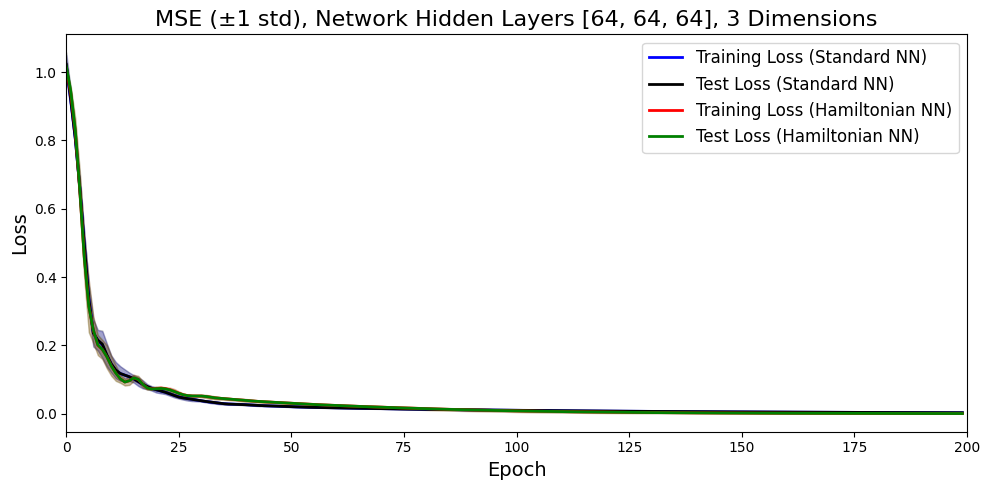 MSE (±1 std), Network Hidden Layers [64, 64, 64], 3 Dimensions
Training Loss (Standard NN)
Test Loss (Standard NN)
Training Loss (Hamiltonian NN)
Test Loss (Hamiltonian NN)
Loss
1.0
0.8
0.6
0.4
0.2
0.0
0 25 50 75 100 125 150 175 200
Epoch